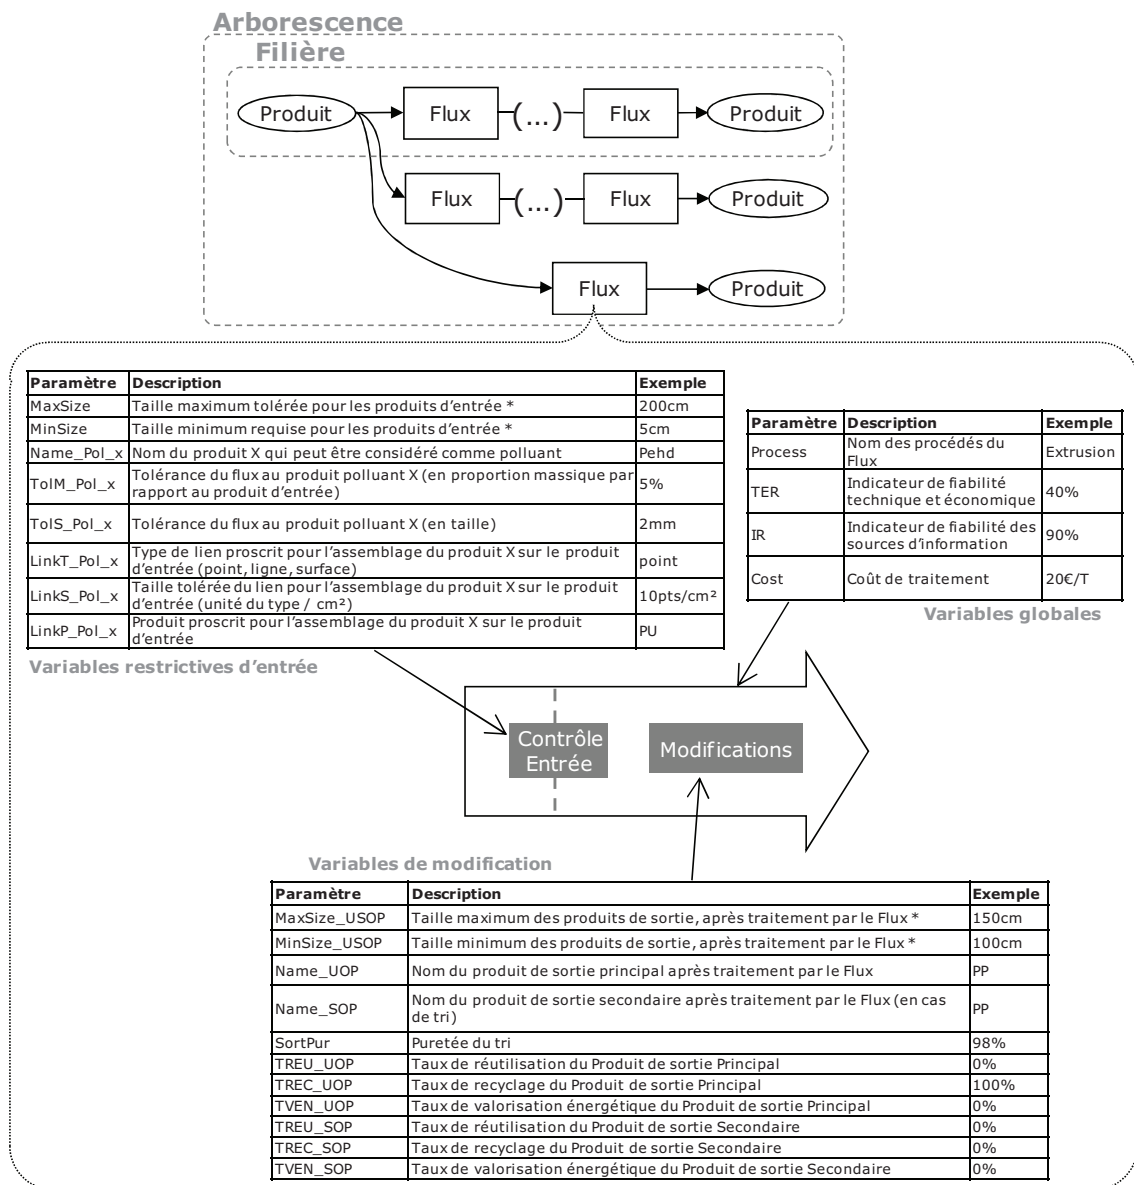 Arborescence
Filière
Produit Flux (...) Flux Produit
Flux (...) Flux Produit
Flux Produit
Paramètre Description Exemple
MaxSize Taille maximum tolérée pour les produits d'entrée * 200cm
MinSize Taille minimum requise pour les produits d'entrée * 5cm
Name_Pol_x Nom du produit X qui peut être considéré comme polluant Pehd
TolM_Pol_x Tolérance du flux au produit polluant X (en proportion massique par
rapport au produit d'entrée) 5%
TolS_Pol_x Tolérance du flux au produit polluant X (en taille) 2mm
LinkT_Pol_x Type de lien proscrit pour l'assemblage du produit X sur le produit
d'entrée (point, ligne, surface) point
LinkS_Pol_x Taille tolérée du lien pour l'assemblage du produit X sur le produit
d'entrée (unité du type / cm²) 10pts/cm²
LinkP_Pol_x Produit proscrit pour l'assemblage du produit X sur le produit
d'entrée PU
Variables restrictives d'entrée
Paramètre Description Exemple
Process Nom des procédés du
Flux Extrusion
TER Indicateur de fiabilité
technique et économique 40%
IR Indicateur de fiabilité des
sources d'information 90%
Cost Coût de traitement 20€/T
Variables globales
Contrôle
Entrée
Modifications
Variables de modification
Paramètre Description Exemple
MaxSize_USOP Taille maximum des produits de sortie, après traitement par le Flux * 150cm
MinSize_USOP Taille minimum des produits de sortie, après traitement par le Flux * 100cm
Name_UOP Nom du produit de sortie principal après traitement par le Flux PP
Name_SOP Nom du produit de sortie secondaire après traitement par le Flux (en cas
de tri) PP
SortPur Puretée du tri 98%
TREU_UOP Taux de réutilisation du Produit de sortie Principal 0%
TREC_UOP Taux de recyclage du Produit de sortie Principal 100%
TVEN_UOP Taux de valorisation énergétique du Produit de sortie Principal 0%
TREU_SOP Taux de réutilisation du Produit de sortie Secondaire 0%
TREC_SOP Taux de recyclage du Produit de sortie Secondaire 0%
TVEN_SOP Taux de valorisation énergétique du Produit de sortie Secondaire 0%